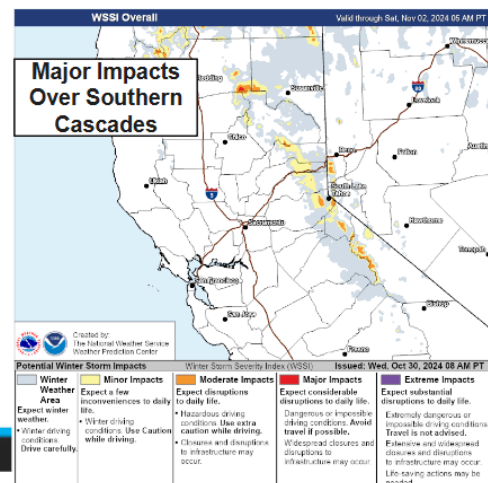 WSSI Overall
Valid through Sat, Nov 02, 2024 05 AM PT
Major Impacts
Over Southern
Cascades
Winnemucca
Redding
Susanville
80
Lovelock
Chico
Reno
Fallon
Austin
Ukiah
South Lake
Tahoe
5
Sacramento
Hawthorne
Tonopah
San Francisco
San Jose
Bishop
Fresno
Created by:
The National Weather Service
Weather Prediction Center
Potential Winter Storm Impacts
Winter Storm Severity Index (WSSI)
Issued: Wed, Oct 30, 2024 08 AM PT
Winter
Weather
Area
Expect winter
weather.
• Winter driving
conditions.
Drive carefully.
Minor Impacts
Expect a few
inconveniences to daily
life.
• Winter driving
conditions. Use Caution
while driving.
Moderate Impacts
Expect disruptions
to daily life.
• Hazardous driving
conditions. Use extra
caution while driving.
• Closures and disruptions
to infrastructure may
occur.
Major Impacts
Expect considerable
disruptions to daily life.
Dangerous or impossible
driving conditions. Avoid
travel if possible.
Widespread closures and
disruptions to
infrastructure may occur.
Extreme Impacts
Expect substantial
disruptions to daily life.
Extremely dangerous or
impossible driving conditions.
Travel is not advised.
Extensive and widespread
closures and disruptions
to infrastructure may occur.
Life-saving actions may be
needed.